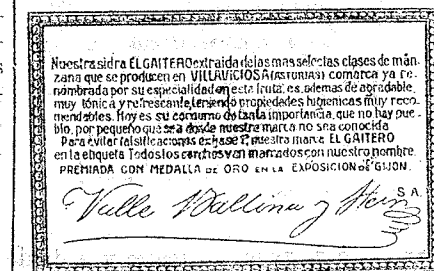 Nuestra sidra EL GAITERO extraida de las mas selectas clases de man-
zana que se producen en VILLAVICIOSA (ASTURIAS) comarca ya re-
nombrada por su especialidad en esta fruta, es, ademas de agradable,
muy tónica y refrescante, teniendo propiedades higienicas muy reco-
mendables. Hoy es su consumo de tanta importancia, que no hay pue-
blo, por pequeño que sea donde nuestra marca no sea conocida
Para evitar falsificaciones exijase nuestra marca EL GAITERO
en la etiqueta Todos los corchos van marcados con nuestro nombre.
PREMIADA CON MEDALLA DE ORO EN LA EXPOSICION DE GIJON.
Valle Ballina y Fern S.A.